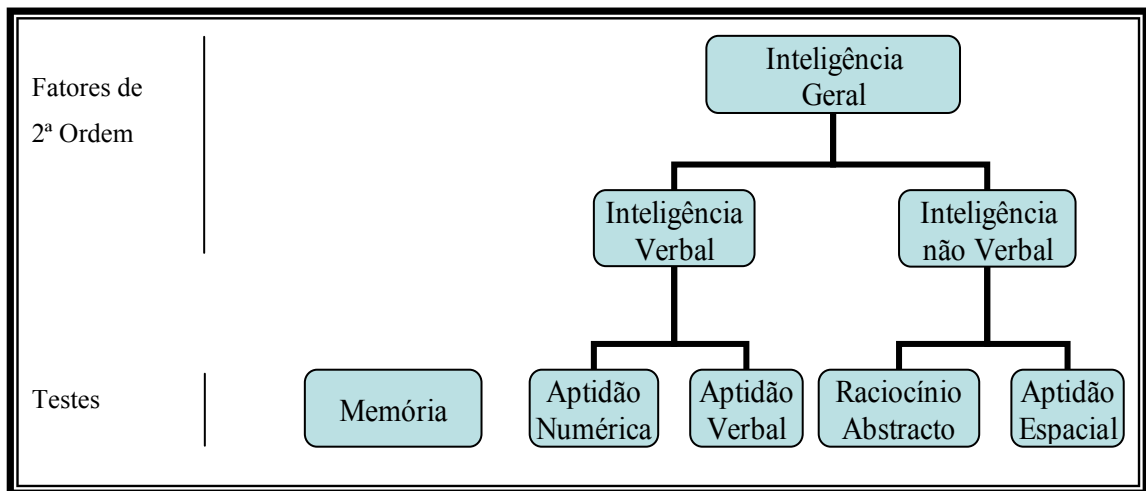 Fatores de
2ª Ordem
Inteligência
Geral
Inteligência
Verbal
Inteligência
não Verbal
Testes
Memória
Aptidão
Numérica
Aptidão
Verbal
Raciocínio
Abstracto
Aptidão
Espacial